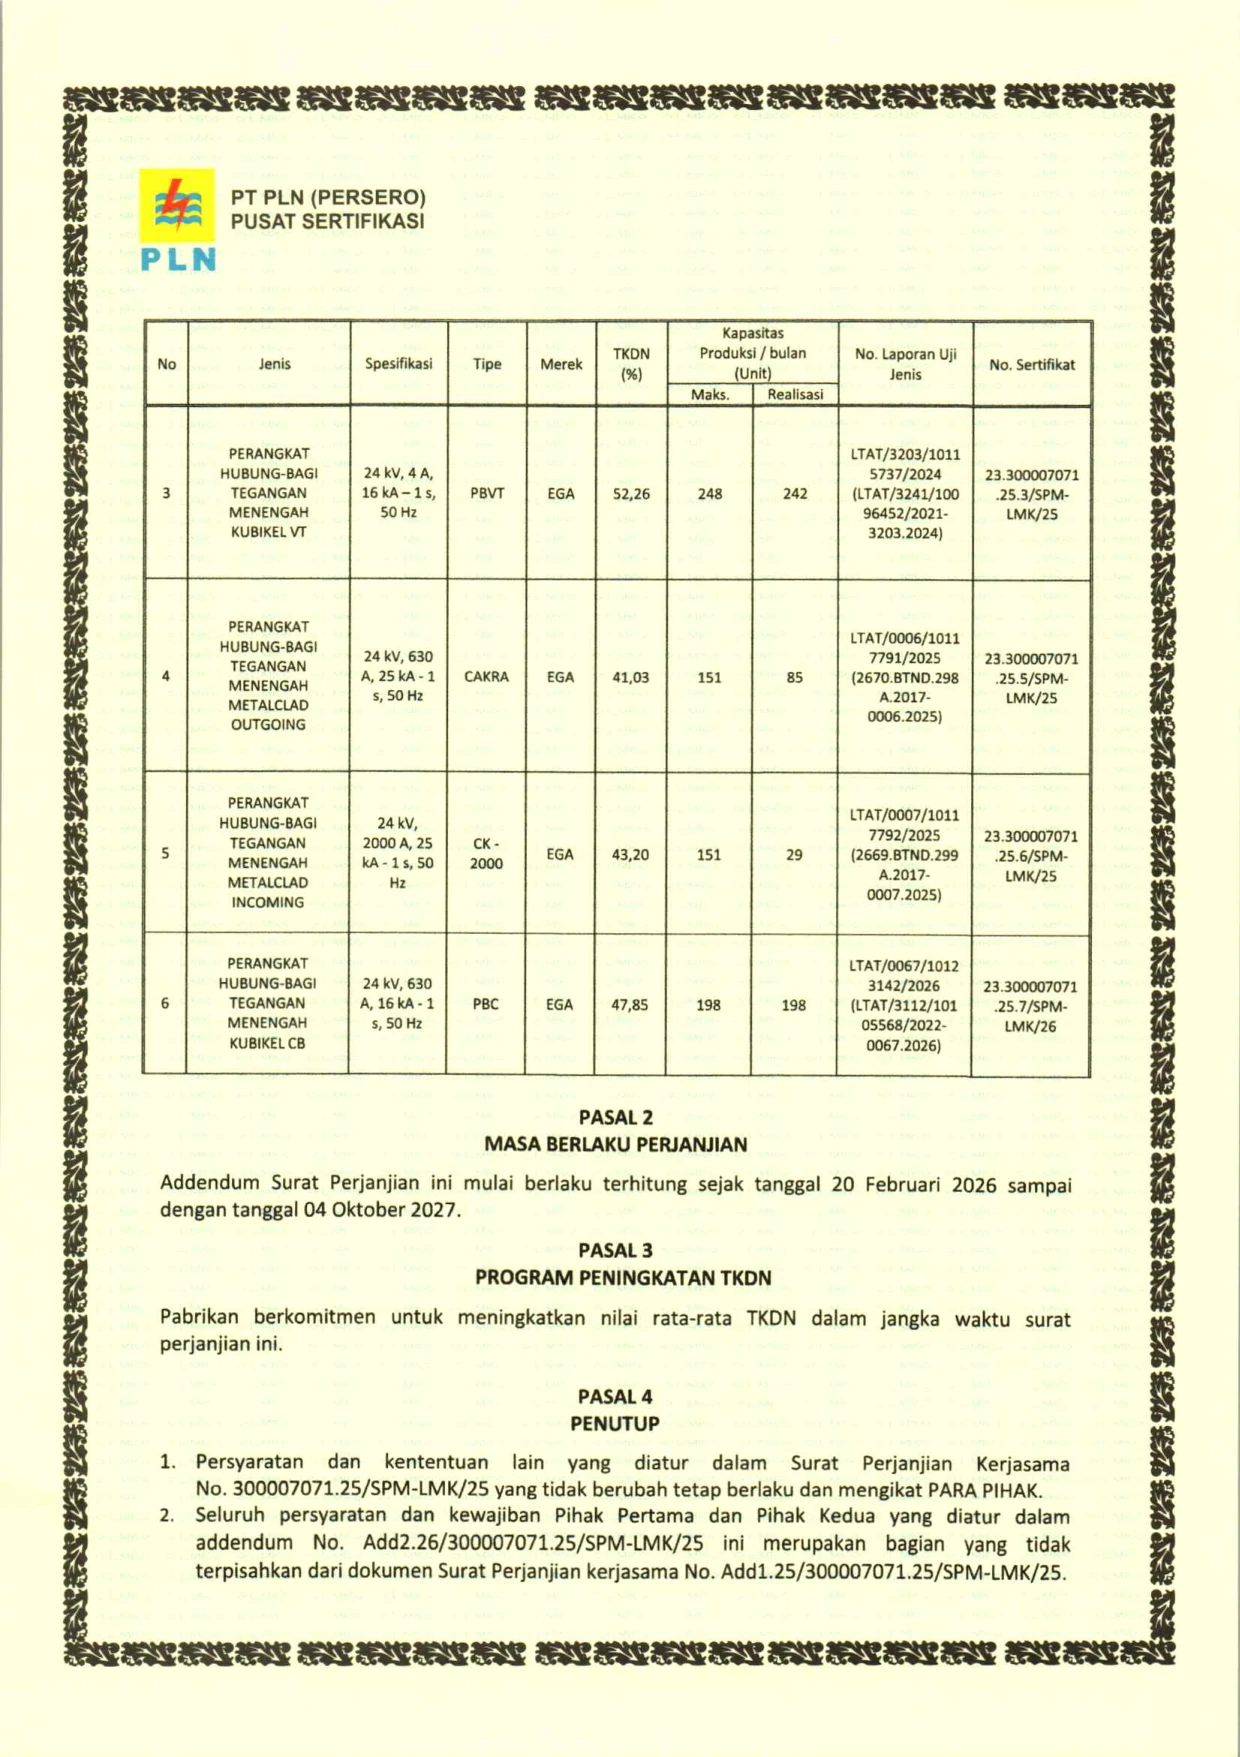 PT PLN (PERSERO)
PUSAT SERTIFIKASI
PLN
No
Jenis
Spesifikasi
Tipe
Merek
TKDN
(%)
Kapasitas
Produksi / bulan
(Unit)
Maks.
Realisasi
No. Laporan Uji
Jenis
No. Sertifikat
3
PERANGKAT
HUBUNG-BAGI
TEGANGAN
MENENGAH
KUBIKEL VT
24 kV, 4 A,
16 kA – 1 s,
50 Hz
PBVT
EGA
52,26
248
242
LTAT/3203/1011
5737/2024
(LTAT/3241/100
96452/2021-
3203.2024)
23.300007071
.25.3/SPM-
LMK/25
4
PERANGKAT
HUBUNG-BAGI
TEGANGAN
MENENGAH
METALCLAD
OUTGOING
24 kV, 630
A, 25 kA - 1
s, 50 Hz
CAKRA
EGA
41,03
151
85
LTAT/0006/1011
7791/2025
(2670.BTND.298
A.2017-
0006.2025)
23.300007071
.25.5/SPM-
LMK/25
5
PERANGKAT
HUBUNG-BAGI
TEGANGAN
MENENGAH
METALCLAD
INCOMING
24 kV,
2000 A, 25
kA - 1 s, 50
Hz
CK -
2000
EGA
43,20
151
29
LTAT/0007/1011
7792/2025
(2669.BTND.299
A.2017-
0007.2025)
23.300007071
.25.6/SPM-
LMK/25
6
PERANGKAT
HUBUNG-BAGI
TEGANGAN
MENENGAH
KUBIKEL CB
24 kV, 630
A, 16 kA - 1
s, 50 Hz
PBC
EGA
47,85
198
198
LTAT/0067/1012
3142/2026
(LTAT/3112/101
05568/2022-
0067.2026)
23.300007071
.25.7/SPM-
LMK/26
PASAL 2
MASA BERLAKU PERJANJIAN
Addendum Surat Perjanjian ini mulai berlaku terhitung sejak tanggal 20 Februari 2026 sampai
dengan tanggal 04 Oktober 2027.
PASAL 3
PROGRAM PENINGKATAN TKDN
Pabrikan berkomitmen untuk meningkatkan nilai rata-rata TKDN dalam jangka waktu surat
perjanjian ini.
PASAL 4
PENUTUP
1. Persyaratan dan kententuan lain yang diatur dalam Surat Perjanjian Kerjasama
No. 300007071.25/SPM-LMK/25 yang tidak berubah tetap berlaku dan mengikat PARA PIHAK.
2. Seluruh persyaratan dan kewajiban Pihak Pertama dan Pihak Kedua yang diatur dalam
addendum No. Add2.26/300007071.25/SPM-LMK/25 ini merupakan bagian yang tidak
terpisahkan dari dokumen Surat Perjanjian kerjasama No. Add1.25/300007071.25/SPM-LMK/25.